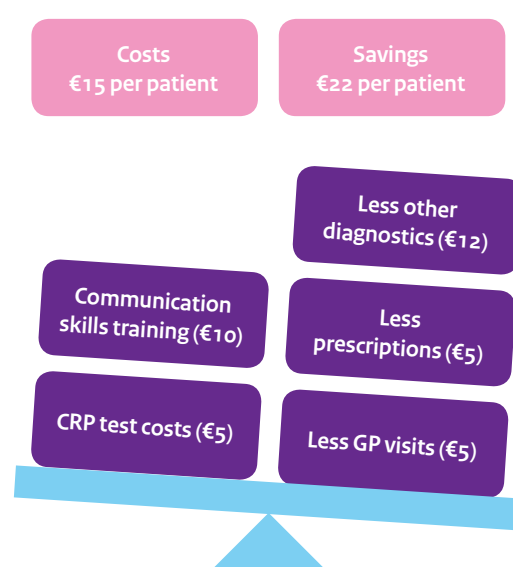 Costs
€15 per patient
Savings
€22 per patient
Less other
diagnostics (€12)
Communication
skills training (€10)
Less
prescriptions (€5)
CRP test costs (€5)
Less GP visits (€5)